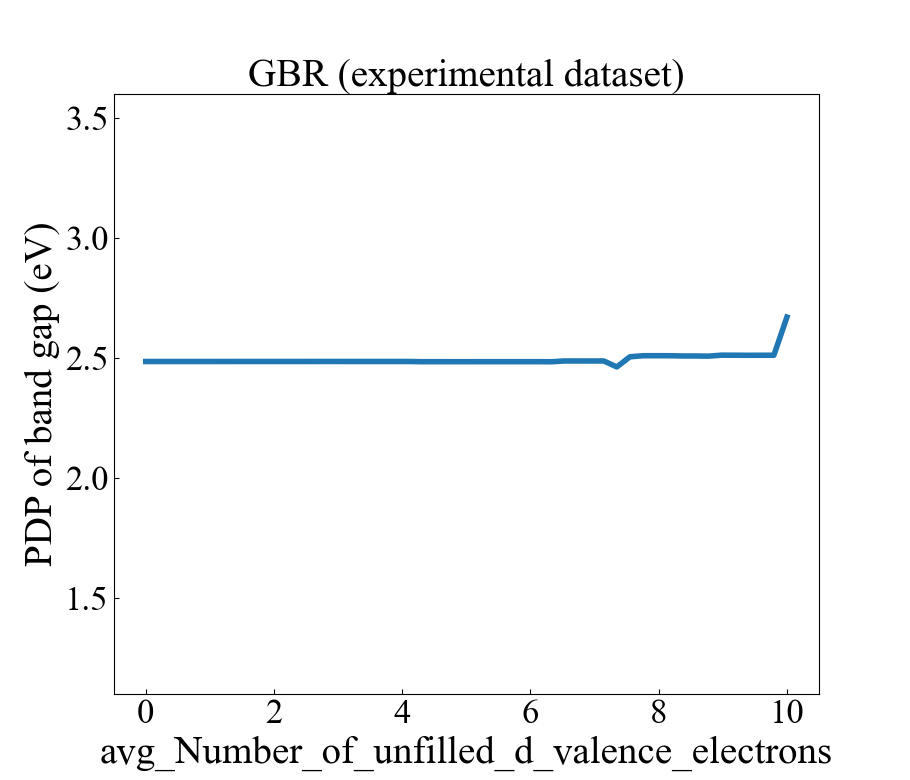 GBR (experimental dataset)
PDP of band gap (eV)
3.5
3.0
2.5
2.0
1.5
0 2 4 6 8 10
avg_Number_of_unfilled_d_valence_electrons